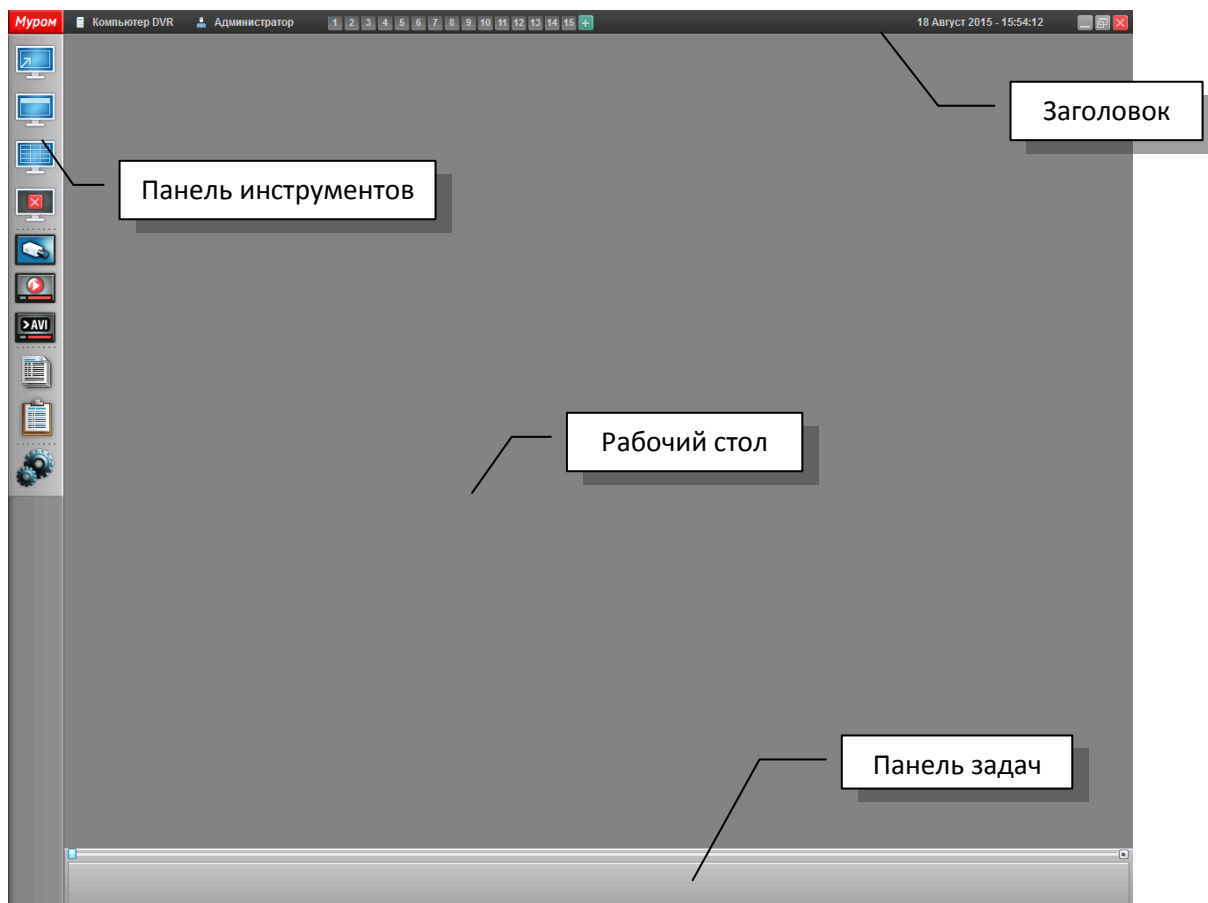 Муром Компьютер DVR Администратор 1 2 3 4 5 6 7 8 9 10 11 12 13 14 15 + 18 Август 2015 - 15:54:12
Заголовок
Панель инструментов
>AVI
Рабочий стол
Панель задач